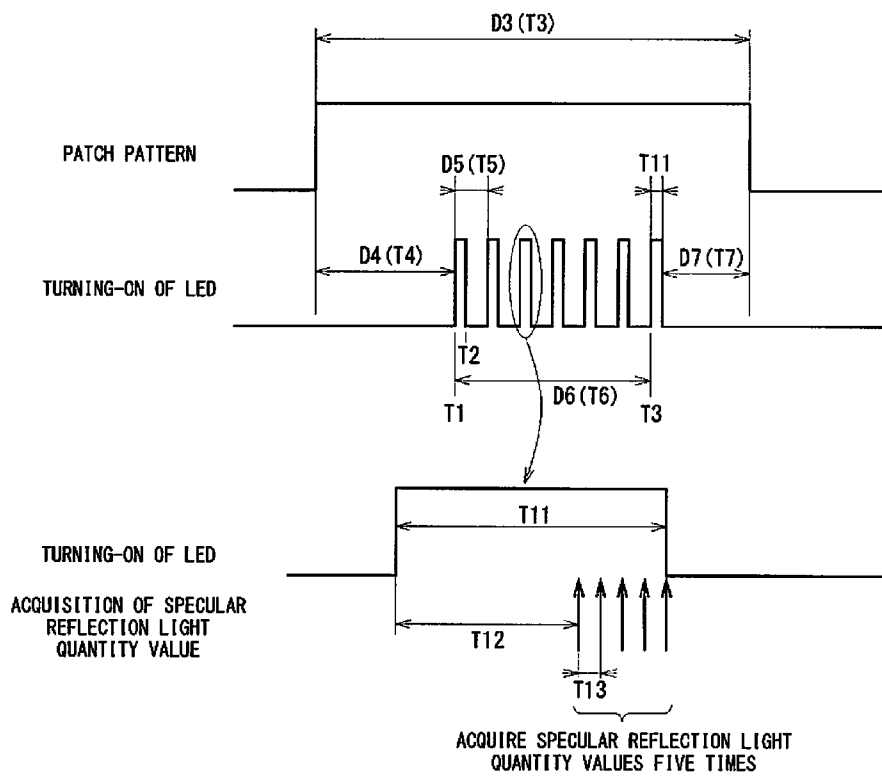 D3(T3)
PATCH PATTERN
D5(T5)
T11
D4(T4)
D7(T7)
TURNING-ON OF LED
T2
D6(T6)
T1
T3
T11
TURNING-ON OF LED
ACQUISITION OF SPECULAR
REFLECTION LIGHT
QUANTITY VALUE
T12
T13
ACQUIRE SPECULAR REFLECTION LIGHT
QUANTITY VALUES FIVE TIMES